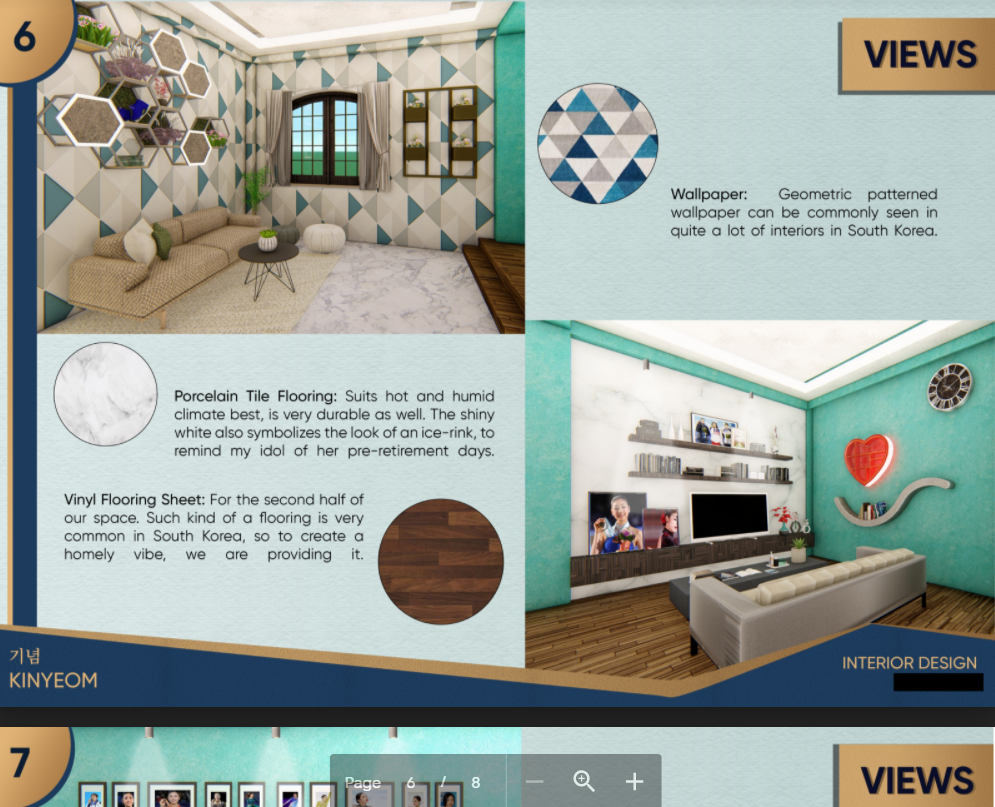 6
VIEWS
Wallpaper: Geometric patterned
wallpaper can be commonly seen in
quite a lot of interiors in South Korea.
Porcelain Tile Flooring: Suits hot and humid
climate best, is very durable as well. The shiny
white also symbolizes the look of an ice-rink, to
remind my idol of her pre-retirement days.
Vinyl Flooring Sheet: For the second half of
our space. Such kind of a flooring is very
common in South Korea, so to create a
homely vibe, we are providing it.
기념
KINYEOM
INTERIOR DESIGN
7
VIEWS
Page 6 / 8